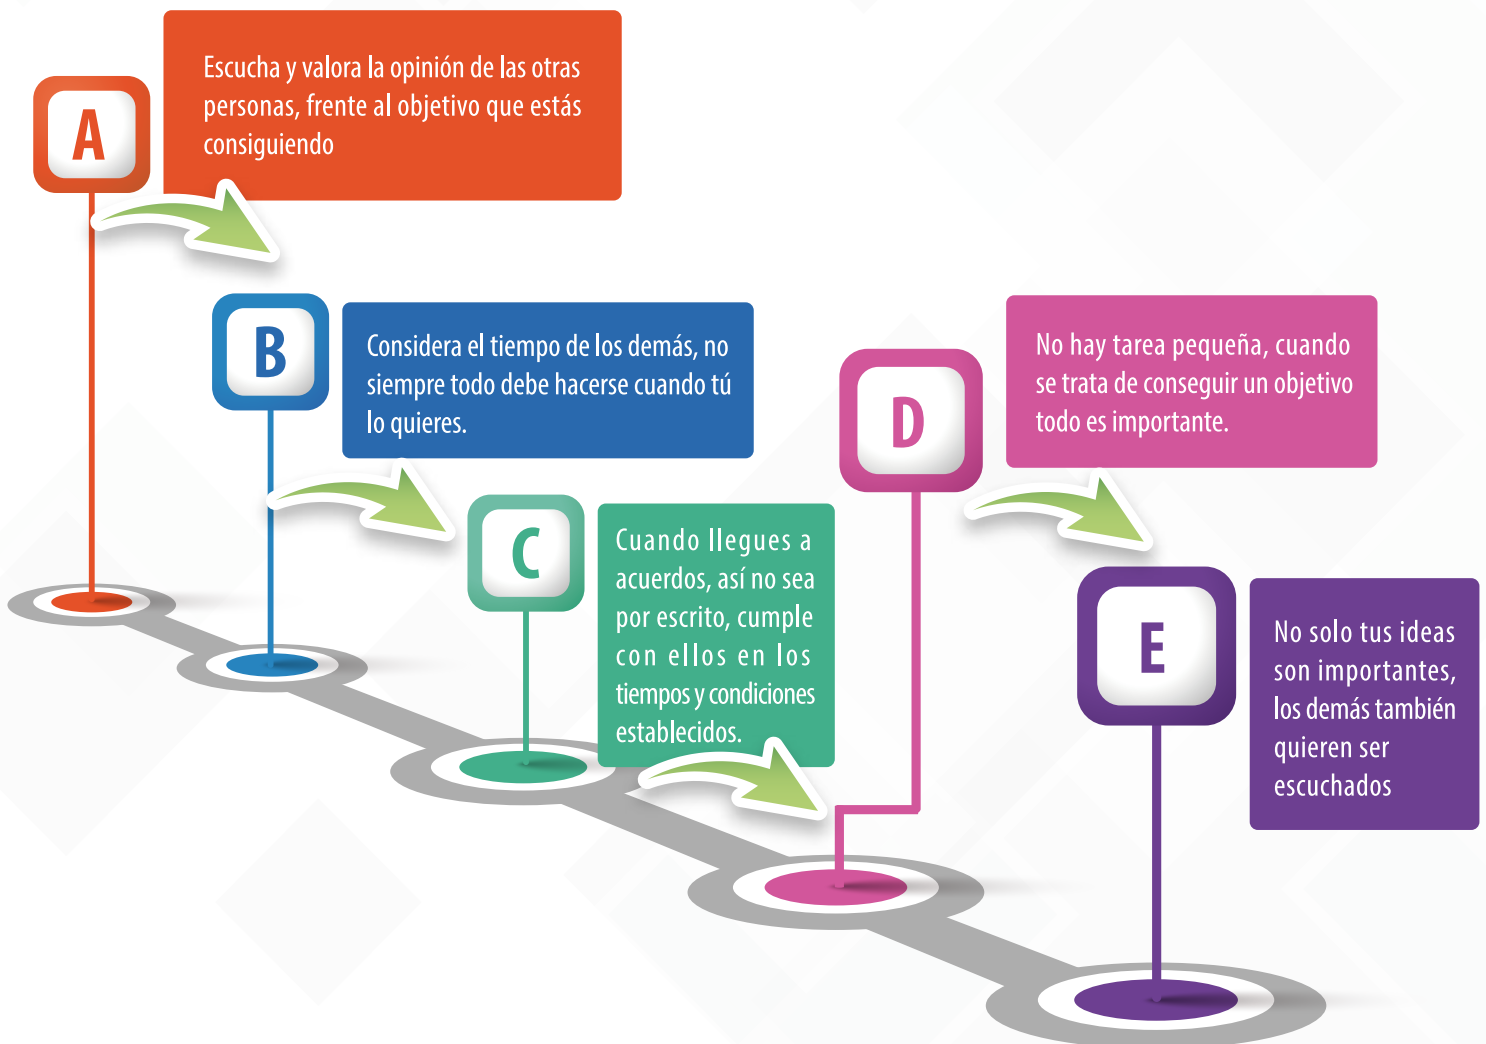 A
Escucha y valora la opinión de las otras
personas, frente al objetivo que estás
consiguiendo
B
Considera el tiempo de los demás, no
siempre todo debe hacerse cuando tú
lo quieres.
C
Cuando llegues a
acuerdos, así no sea
por escrito, cumple
con ellos en los
tiempos y condiciones
establecidos.
D
No hay tarea pequeña, cuando
se trata de conseguir un objetivo
todo es importante.
E
No solo tus ideas
son importantes,
los demás también
quieren ser
escuchados